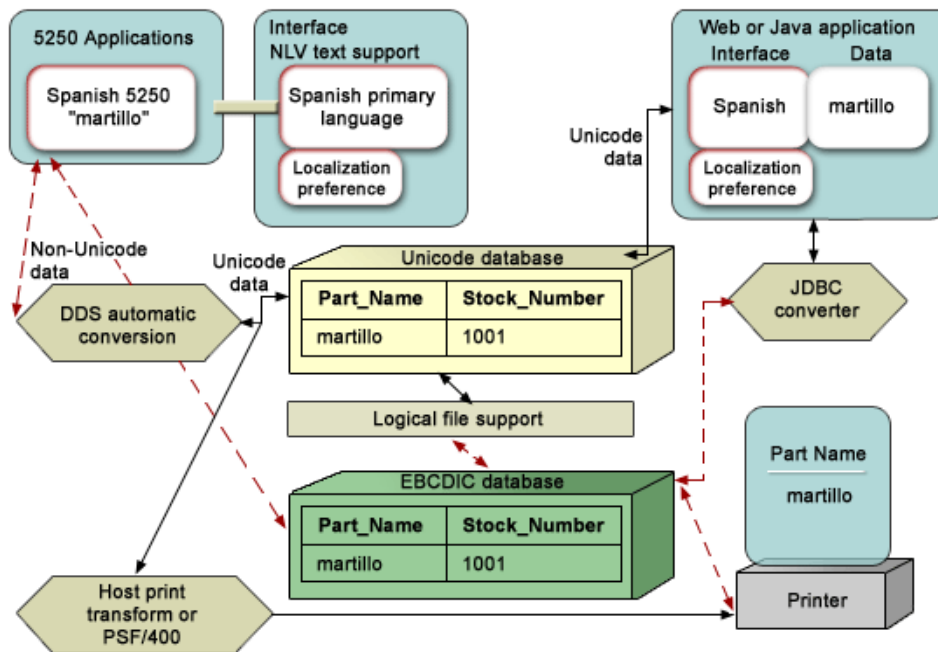 5250 Applications
Spanish 5250
"martillo"
Interface
NLV text support
Spanish primary
language
Localization
preference
Web or Java application
Interface
Data
Spanish
martillo
Localization
preference
Unicode
data
Non-Unicode
data
Unicode
data
DDS automatic
conversion
Unicode database
Part_Name
Stock_Number
martillo
1001
JDBC
converter
Logical file support
EBCDIC database
Part_Name
Stock_Number
martillo
1001
Part Name
martillo
Host print
transform or
PSF/400
Printer